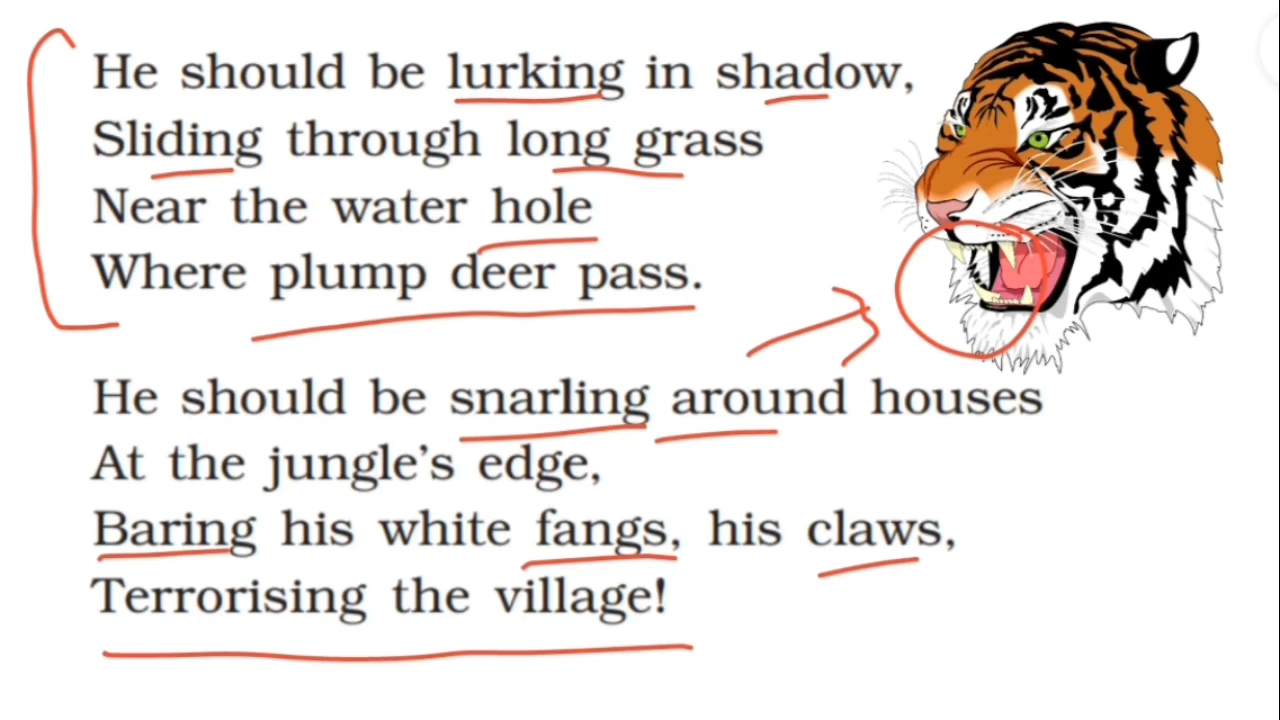 He should be lurking in shadow,
Sliding through long grass
Near the water hole
Where plump deer pass.
He should be snarling around houses
At the jungle’s edge,
Baring his white fangs, his claws,
Terrorising the village!